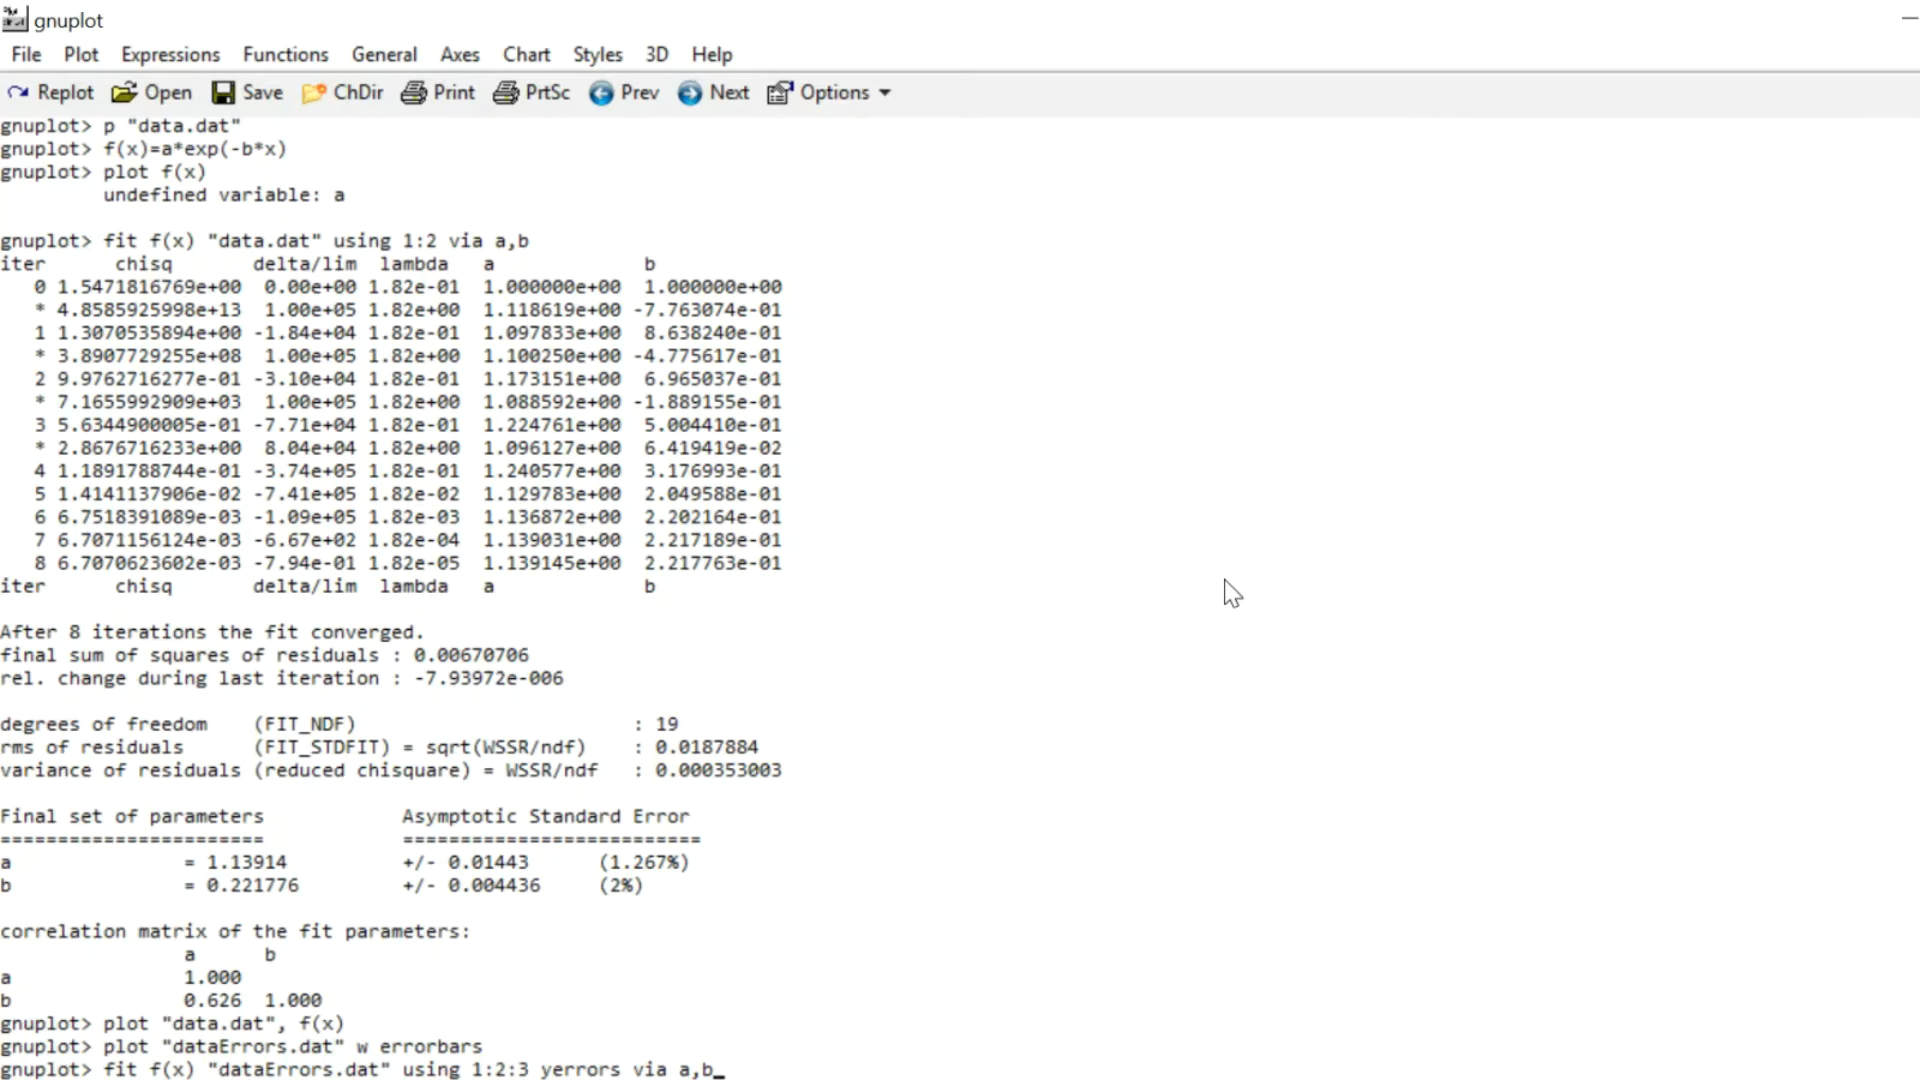 gnuplot
File Plot Expressions Functions General Axes Chart Styles 3D Help
Replot Open Save ChDir Print PrtSc Prev Next Options
gnuplot> p "data.dat"
gnuplot> f(x)=a*exp(-b*x)
gnuplot> plot f(x)
undefined variable: a
gnuplot> fit f(x) "data.dat" using 1:2 via a,b
iter chisq delta/lim lambda a b
0 1.5471816769e+00 0.00e+00 1.82e-01 1.000000e+00 1.000000e+00
* 4.8585925998e+13 1.00e+05 1.82e+00 1.118619e+00 -7.763074e-01
1 1.3070535894e+00 -1.84e+04 1.82e-01 1.097833e+00 8.638240e-01
* 3.8907729255e+08 1.00e+05 1.82e+00 1.100250e+00 -4.775617e-01
2 9.9762716277e-01 -3.10e+04 1.82e-01 1.173151e+00 6.965037e-01
* 7.1655992909e+03 1.00e+05 1.82e+00 1.088592e+00 -1.889155e-01
3 5.6344900005e-01 -7.71e+04 1.82e-01 1.224761e+00 5.004410e-01
* 2.8676716233e+00 8.04e+04 1.82e+00 1.096127e+00 6.419419e-02
4 1.1891788744e-01 -3.74e+05 1.82e-01 1.240577e+00 3.176993e-01
5 1.4141137906e-02 -7.41e+05 1.82e-02 1.129783e+00 2.049588e-01
6 6.7518391089e-03 -1.09e+05 1.82e-03 1.136872e+00 2.202164e-01
7 6.7071156124e-03 -6.67e+02 1.82e-04 1.139031e+00 2.217189e-01
8 6.7070623602e-03 -7.94e-01 1.82e-05 1.139145e+00 2.217763e-01
iter chisq delta/lim lambda a b
After 8 iterations the fit converged.
final sum of squares of residuals : 0.00670706
rel. change during last iteration : -7.93972e-006
degrees of freedom (FIT_NDF) : 19
rms of residuals (FIT_STDFIT) = sqrt(WSSR/ndf) : 0.0187884
variance of residuals (reduced chisquare) = WSSR/ndf : 0.000353003
Final set of parameters Asymptotic Standard Error
======================= ==========================
a = 1.13914 +/- 0.01443 (1.267%)
b = 0.221776 +/- 0.004436 (2%)
correlation matrix of the fit parameters:
a b
a 1.000
b 0.626 1.000
gnuplot> plot "data.dat", f(x)
gnuplot> plot "dataErrors.dat" w errorbars
gnuplot> fit f(x) "dataErrors.dat" using 1:2:3 yerrors via a,b_